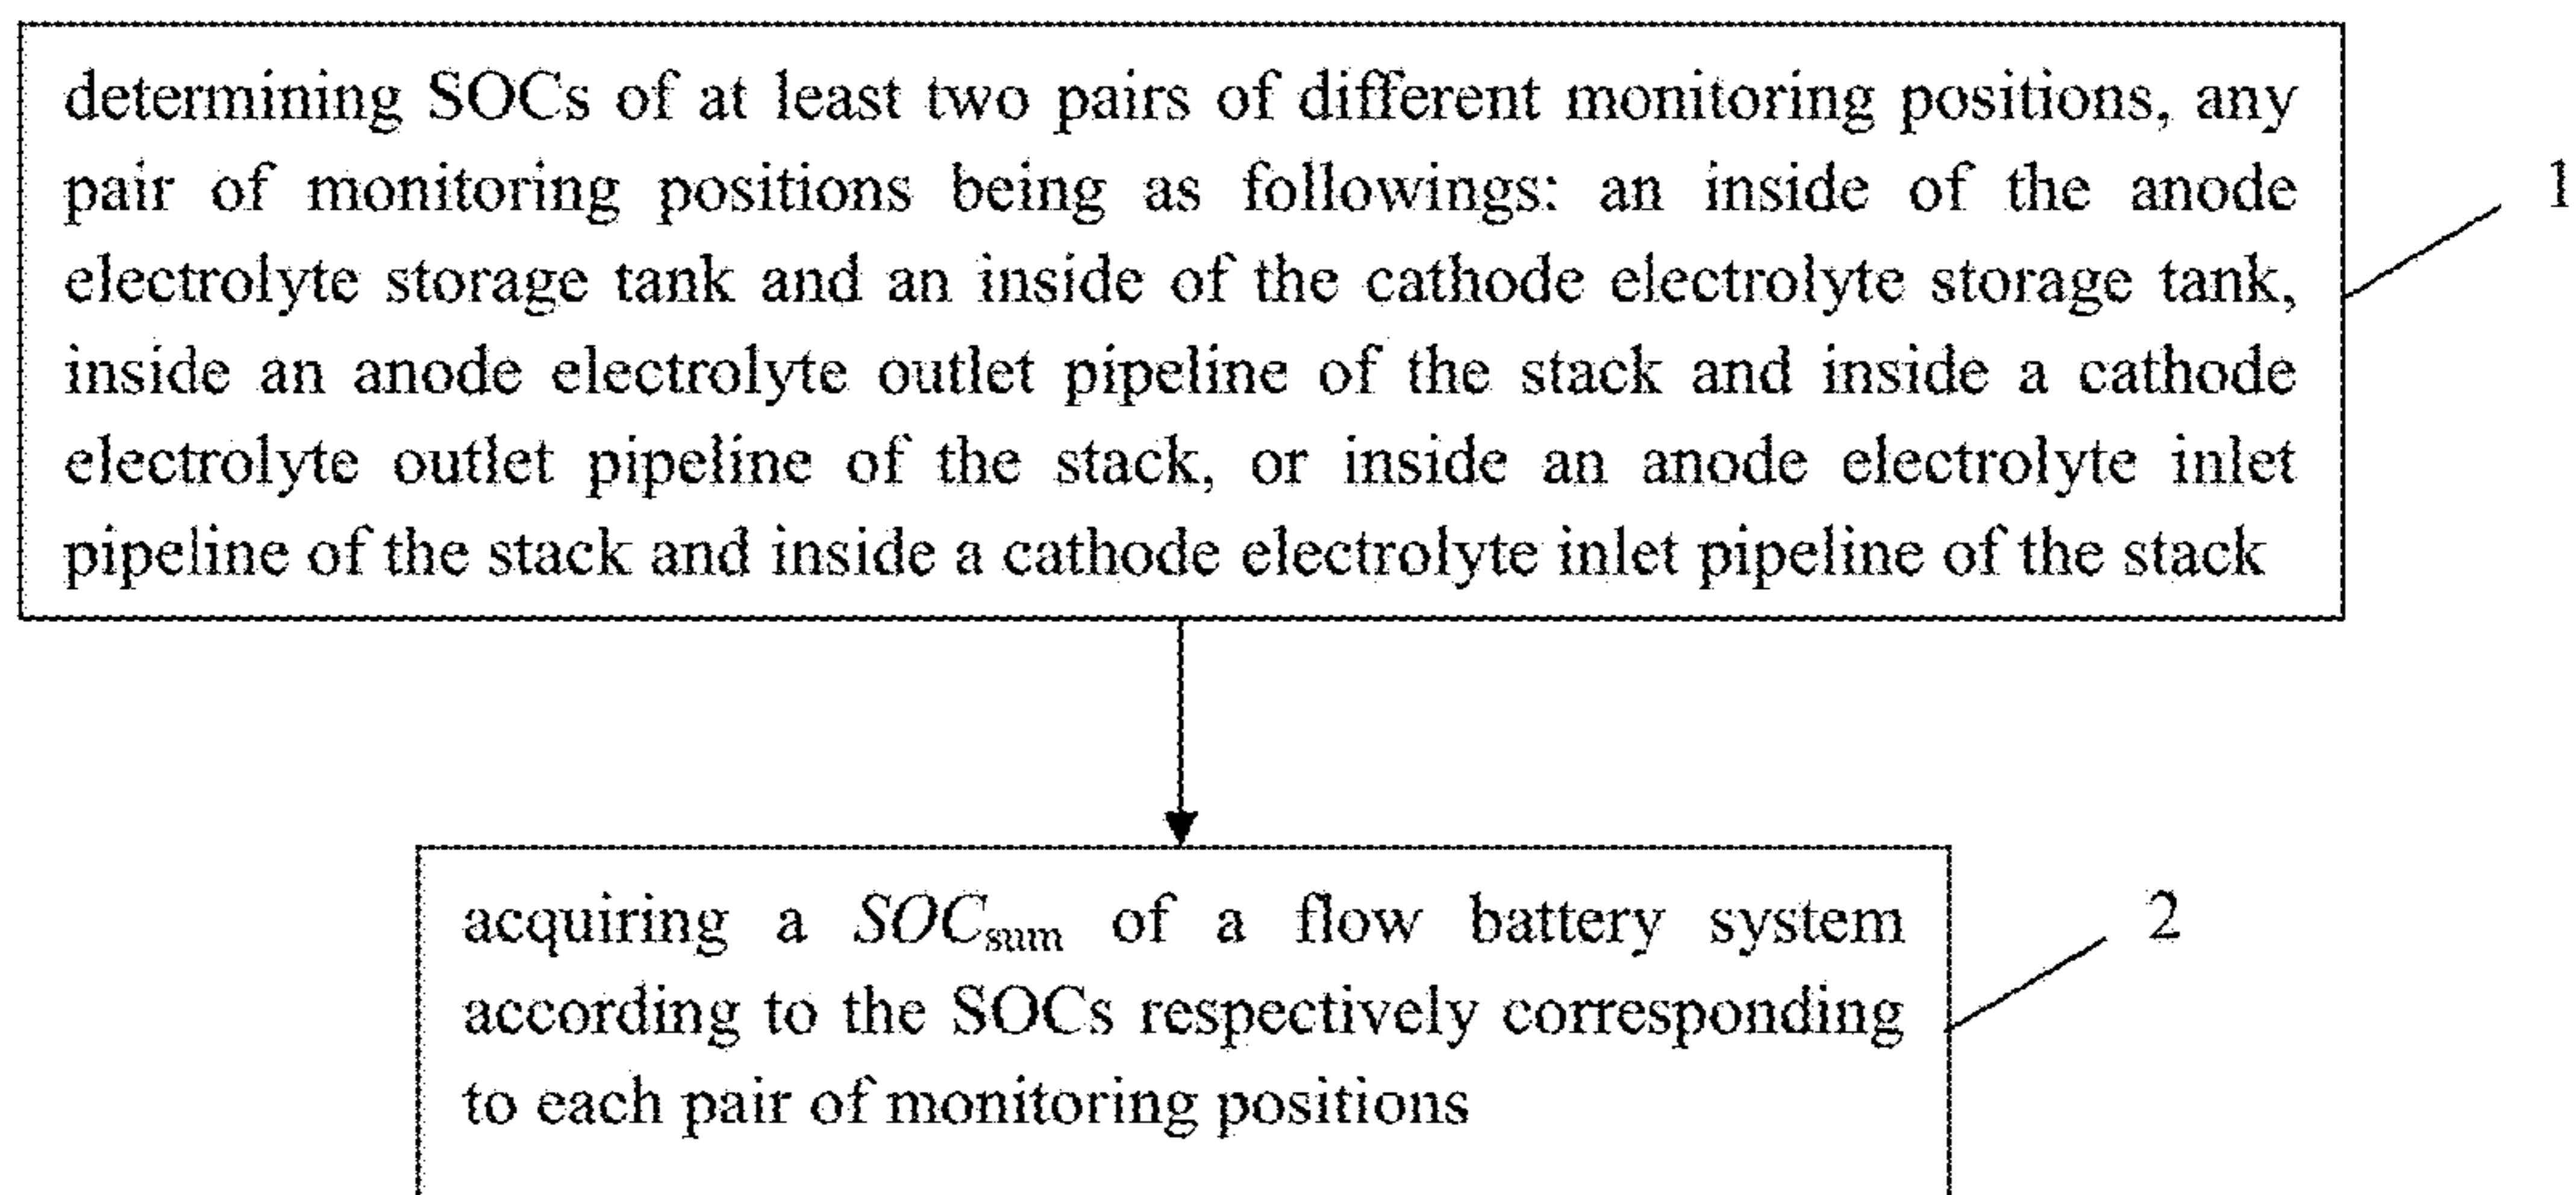 determining SOCs of at least two pairs of different monitoring positions, any
pair of monitoring positions being as followings: an inside of the anode
electrolyte storage tank and an inside of the cathode electrolyte storage tank,
inside an anode electrolyte outlet pipeline of the stack and inside a cathode
electrolyte outlet pipeline of the stack, or inside an anode electrolyte inlet
pipeline of the stack and inside a cathode electrolyte inlet pipeline of the stack
1
acquiring a SOCsum of a flow battery system
according to the SOCs respectively corresponding
to each pair of monitoring positions
2